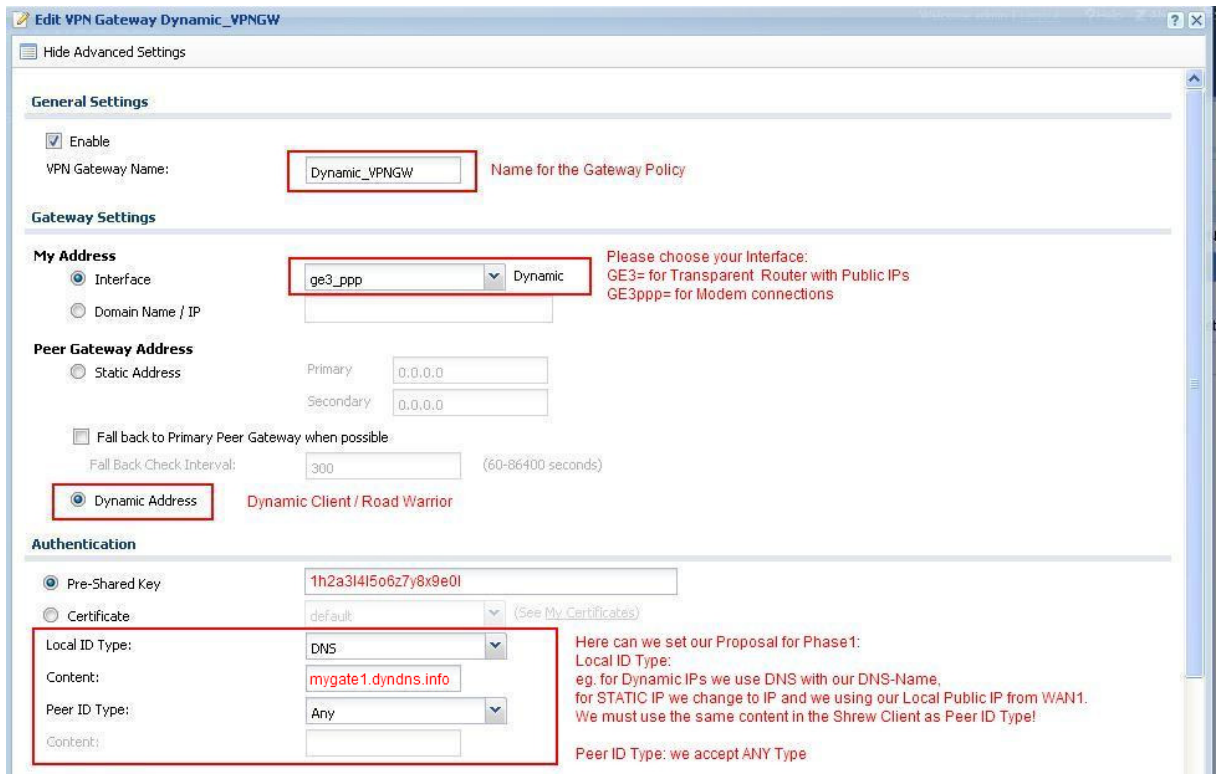 Edit VPN Gateway Dynamic_VPNGW
Hide Advanced Settings
General Settings
Enable
VPN Gateway Name:
Dynamic_VPNGW
Name for the Gateway Policy
Gateway Settings
My Address
Interface
ge3_ppp
Dynamic
Please choose your Interface:
GE3= for Transparent Router with Public IPs
GE3ppp= for Modem connections
Domain Name / IP
Peer Gateway Address
Static Address
Primary
0.0.0.0
Secondary
0.0.0.0
Fall back to Primary Peer Gateway when possible
Fall Back Check Interval:
300
(60-86400 seconds)
Dynamic Address
Dynamic Client / Road Warrior
Authentication
Pre-Shared Key
1h2a3l4l5o6z7y8x9e0l
Certificate
default
(See My Certificates)
Local ID Type:
DNS
Content:
mygate1.dyndns.info
Peer ID Type:
Any
Content:
Here can we set our Proposal for Phase1:
Local ID Type:
eg. for Dynamic IPs we use DNS with our DNS-Name,
for STATIC IP we change to IP and we using our Local Public IP from WAN1.
We must use the same content in the Shrew Client as Peer ID Type!
Peer ID Type: we accept ANY Type